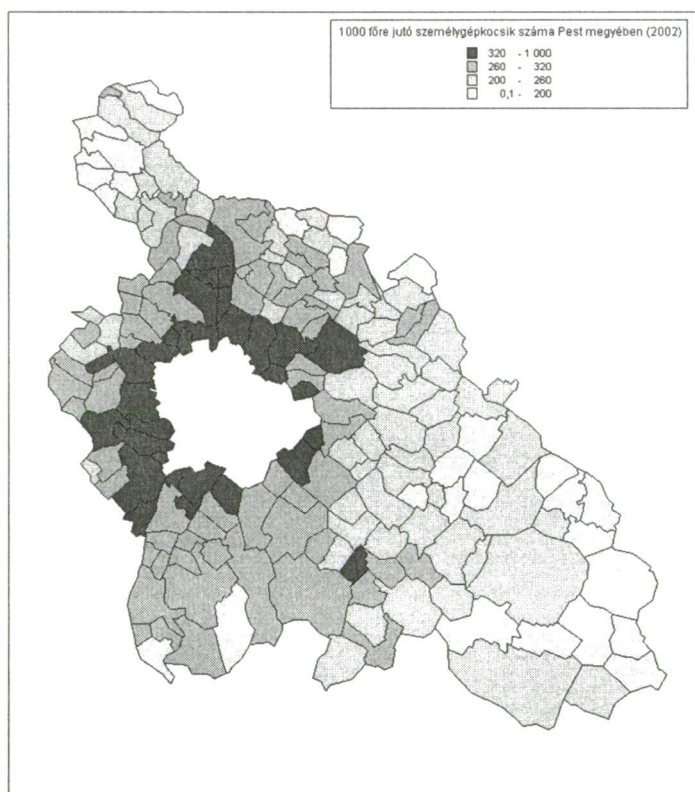 1000 főre jutó személygépkocsik száma Pest megyében (2002)
320 - 1 000
260 - 320
200 - 260
0,1 - 200